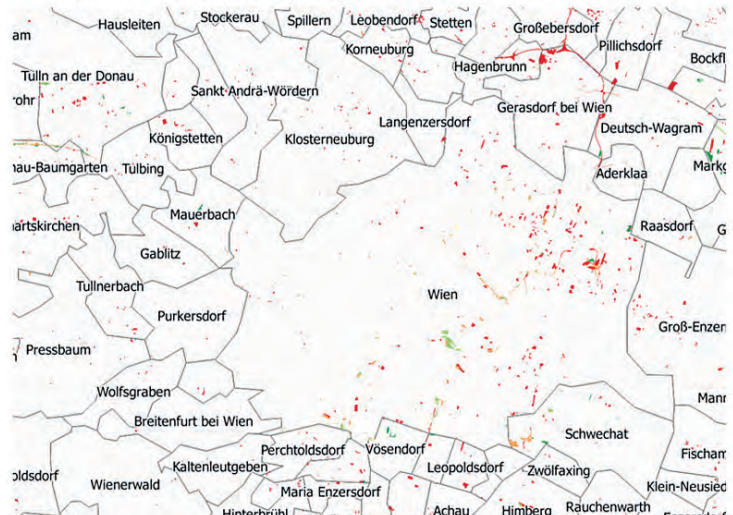 Hausleiten
Stockerau
Spillern
Leobendorf
Stetten
Großebersdorf
am
Korneuburg
Pillichsdorf
Bockfl
Hagenbrunn
Tulln an der Donau
Sankt Andrä-Wördern
rohr
Gerasdorf bei Wien
Langenzersdorf
Deutsch-Wagram
Königstetten
Klosterneuburg
au-Baumgarten
Tulbing
Aderklaa
Markg
Mauerbach
artskirchen
Raasdorf
G
Gablitz
Tullnerbach
Wien
Purkersdorf
Groß-Enzer
Pressbaum
Wolfsgraben
Mann
Breitenfurt bei Wien
Schwechat
Perchtoldsdorf
Vösendorf
Fischam
Kaltenleutgeben
Leopoldsdorf
Zwölfaxing
oldsdorf
Wienerwald
Maria Enzersdorf
Klein-Neusied
Hinterbrühl
Achau
Himberg
Rauchenwarth